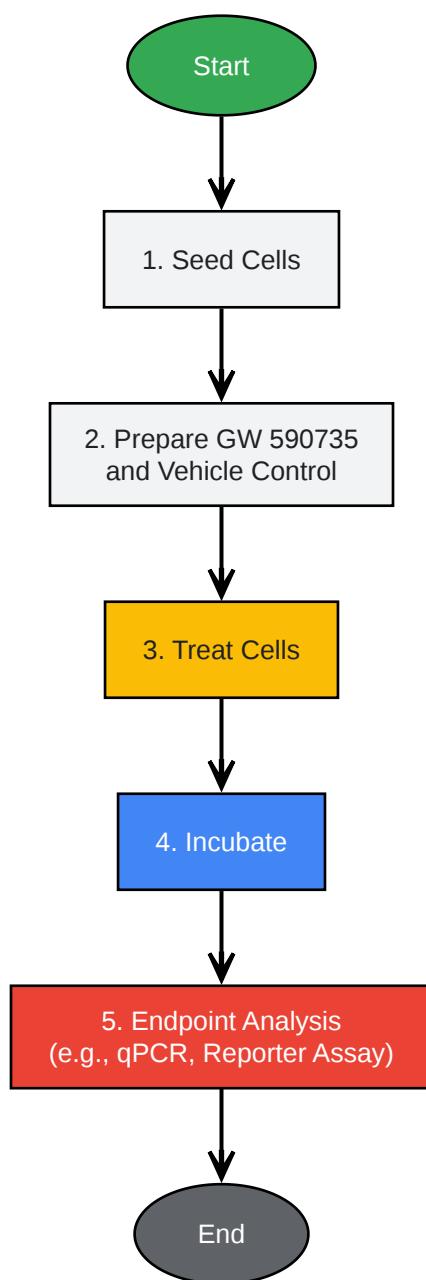 Start
1. Seed Cells
2. Prepare GW 590735
and Vehicle Control
3. Treat Cells
4. Incubate
5. Endpoint Analysis
(e.g., qPCR, Reporter Assay)
End